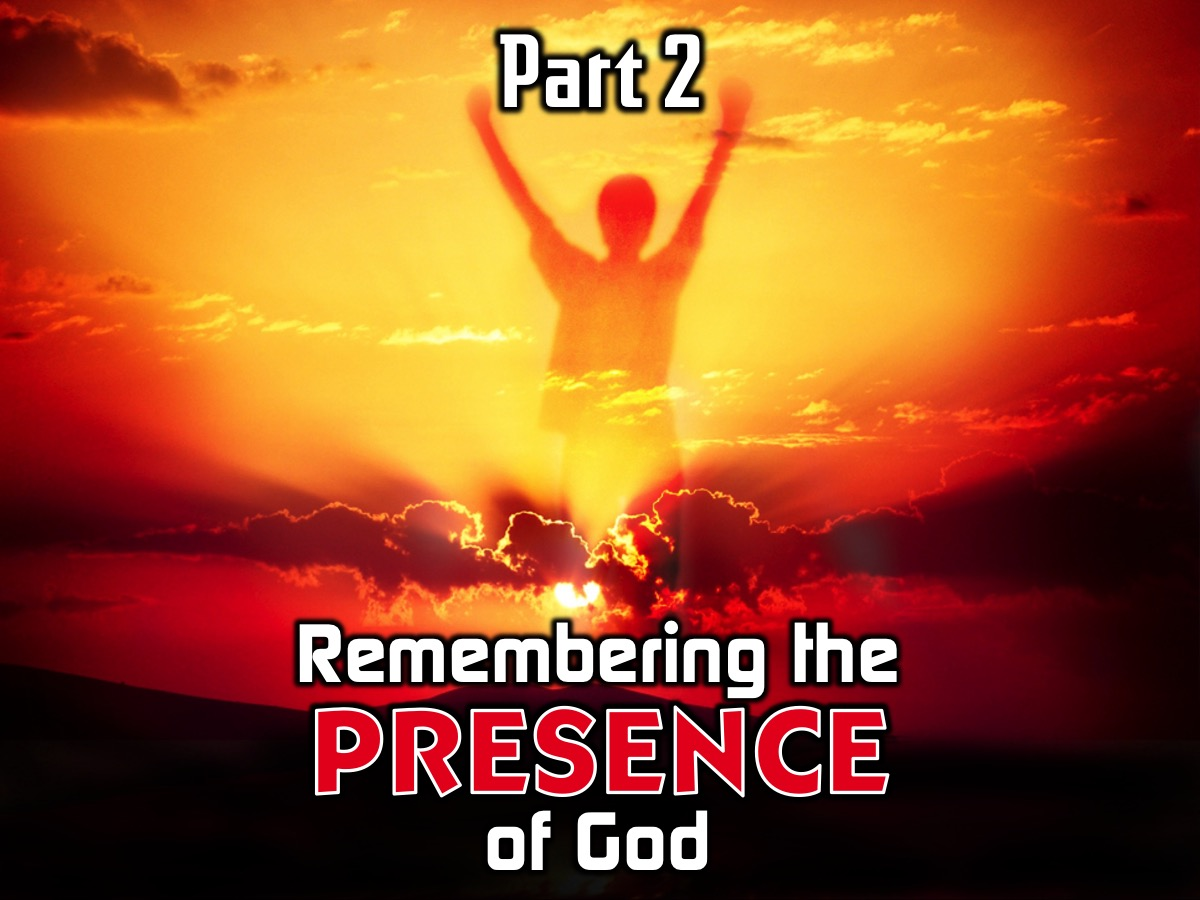 Part 2
Remembering the
PRESENCE
of God